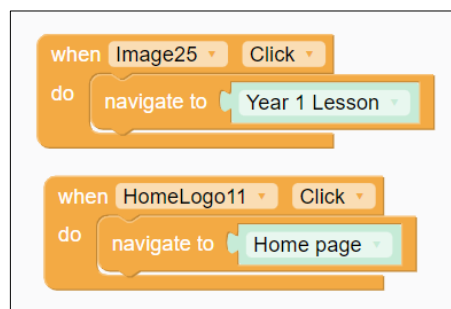 when Image25 Click
do navigate to Year 1 Lesson
when HomeLogo11 Click
do navigate to Home page